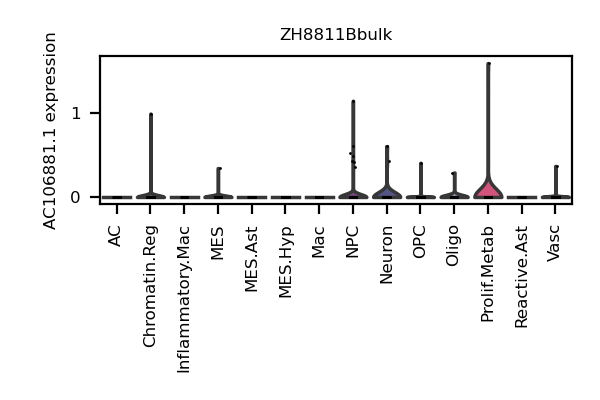 ZH8811Bbulk
AC106881.1 expression
1
0
AC
Chromatin.Reg
Inflammatory.Mac
MES
MES.Ast
MES.Hyp
Mac
NPC
Neuron
OPC
Oligo
Prolif.Metab
Reactive.Ast
Vasc